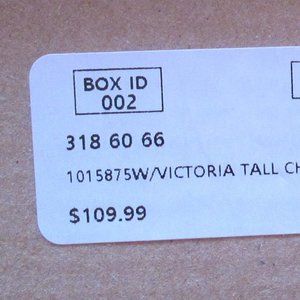 BOX ID
002
318 60 66
1015875W/VICTORIA TALL CH
$109.99